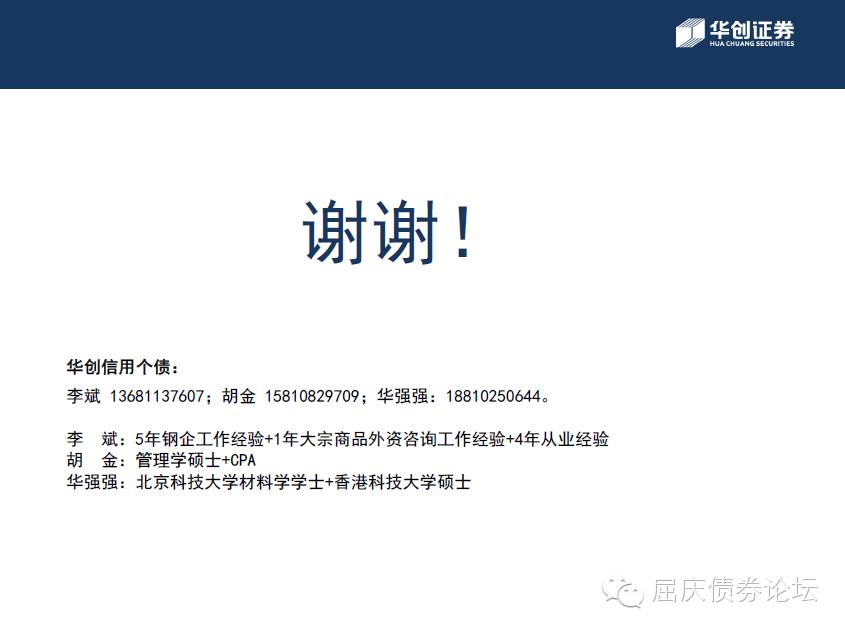 华创证券
HUA CHUANG SECURITIES
谢谢！
华创信用个债：
李斌 13681137607；胡金 15810829709；华强强：18810250644。
李　斌：5年钢企工作经验+1年大宗商品外资咨询工作经验+4年从业经验
胡　金：管理学硕士+CPA
华强强：北京科技大学材料学学士+香港科技大学硕士
屈庆债券论坛